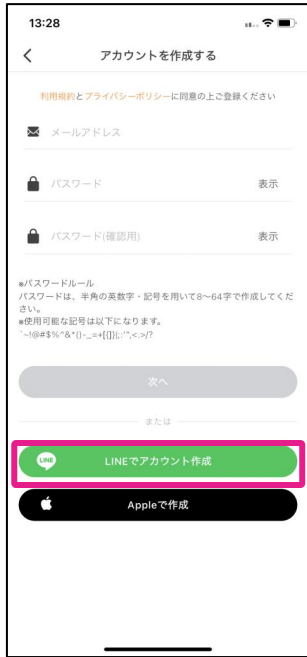 13:28
アカウントを作成する
利用規約とプライバシーポリシーに同意の上ご登録ください
メールアドレス
パスワード 表示
パスワード(確認用) 表示
※パスワードルール
パスワードは、半角の英数字・記号を用いて8〜64字で作成してくだ
さい。
※使用可能な記号は以下になります。
`~!@#$%^&*()-_=+[{]}|;:'",<.>/?
次へ
または
LINE LINEでアカウント作成
Appleで作成